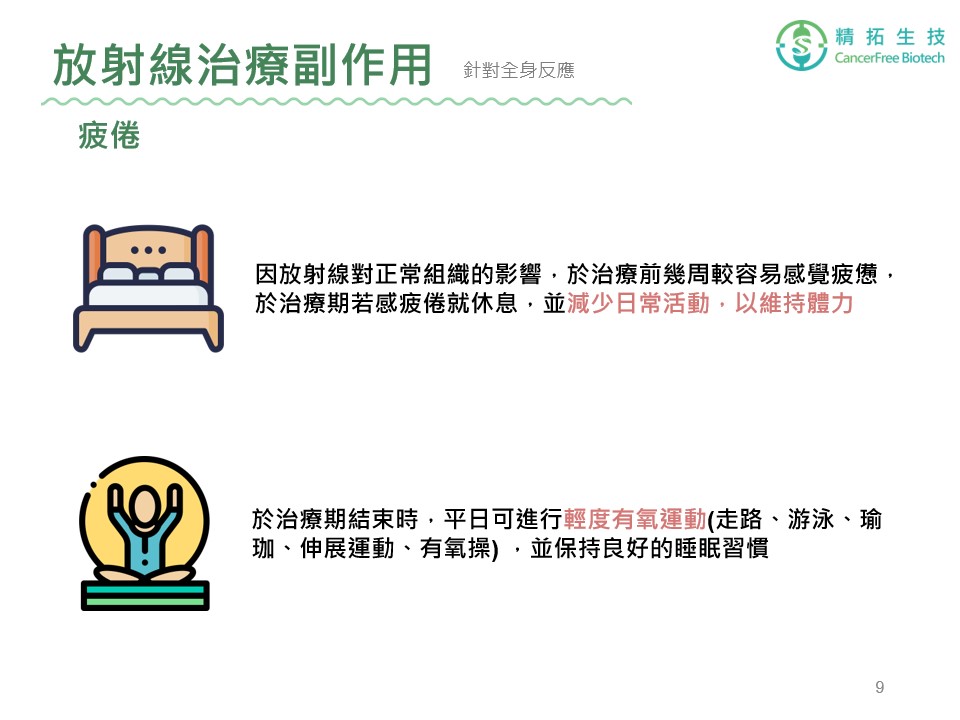 放射線治療副作用 針對全身反應
精拓生技
CancerFree Biotech
疲倦
因放射線對正常組織的影響，於治療前幾周較容易感覺疲憊，
於治療期若感疲倦就休息，並減少日常活動，以維持體力
於治療期結束時，平日可進行輕度有氧運動(走路、游泳、瑜
珈、伸展運動、有氧操) ，並保持良好的睡眠習慣
9